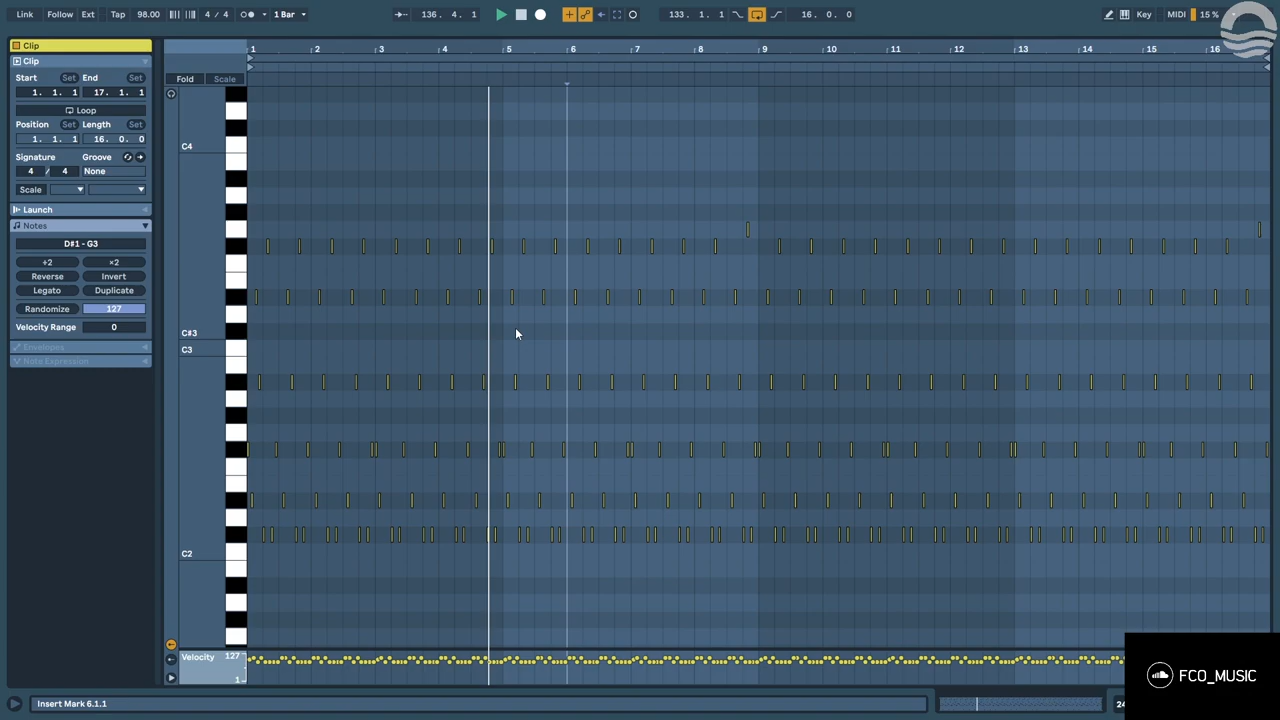 Link Follow Ext Tap 98.00 4 / 4 1 Bar 136. 4. 1 133. 1. 1 16. 0. 0 Key MIDI 15 %
Clip
Clip
Start Set End Set
1. 1. 1 17. 1. 1
Loop
Position Set Length Set
1. 1. 1 16. 0. 0
Signature Groove
4 / 4 None
Scale
Launch
Notes
D#1 - G3
÷2 ×2
Reverse Invert
Legato Duplicate
Randomize 127
Velocity Range 0
Envelopes
Note Expression
1 2 3 4 5 6 7 8 9 10 11 12 13 14 15 16
Fold Scale
C4
C#3
C3
C2
Velocity 127
1
FCO_MUSIC
Insert Mark 6.1.1